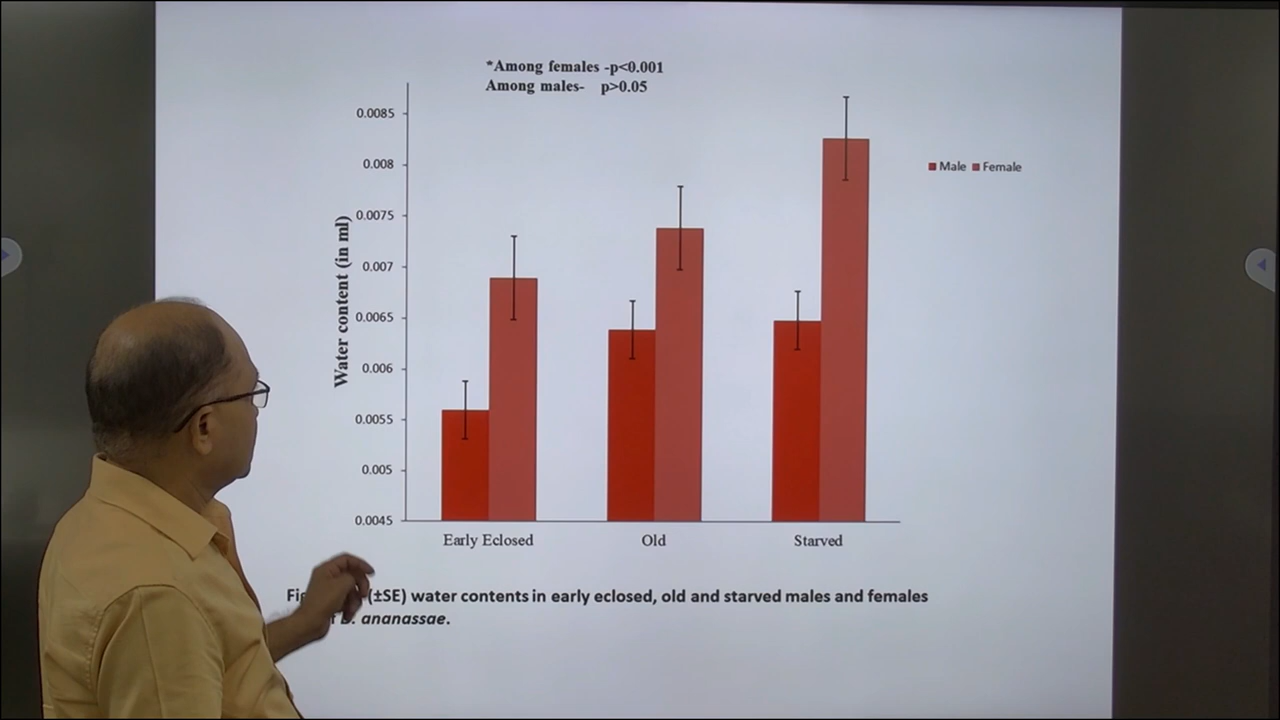 *Among females -p<0.001
Among males- p>0.05
0.0085
0.008
0.0075
0.007
0.0065
0.006
0.0055
0.005
0.0045
Water content (in ml)
Male Female
Early Eclosed Old Starved
(±SE) water contents in early eclosed, old and starved males and females
ananassae.